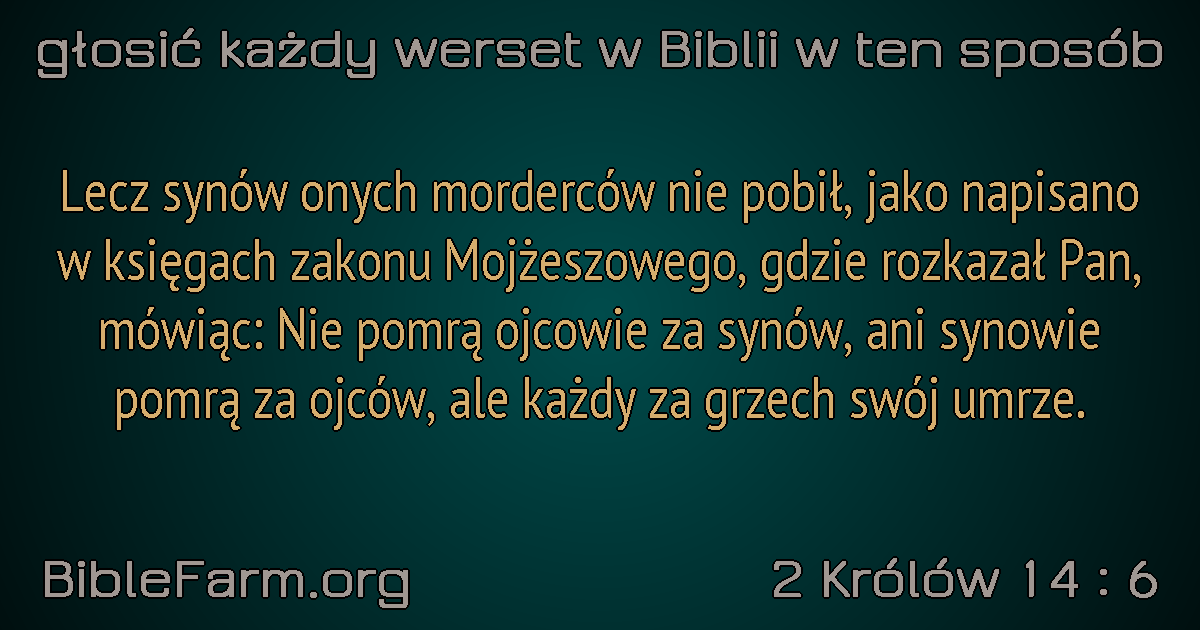 głosić każdy werset w Biblii w ten sposób
Lecz synów onych morderców nie pobił, jako napisano
w księgach zakonu Mojżeszowego, gdzie rozkazał Pan,
mówiąc: Nie pomrą ojcowie za synów, ani synowie
pomrą za ojców, ale każdy za grzech swój umrze.
BibleFarm.org
2 Królów 14 : 6